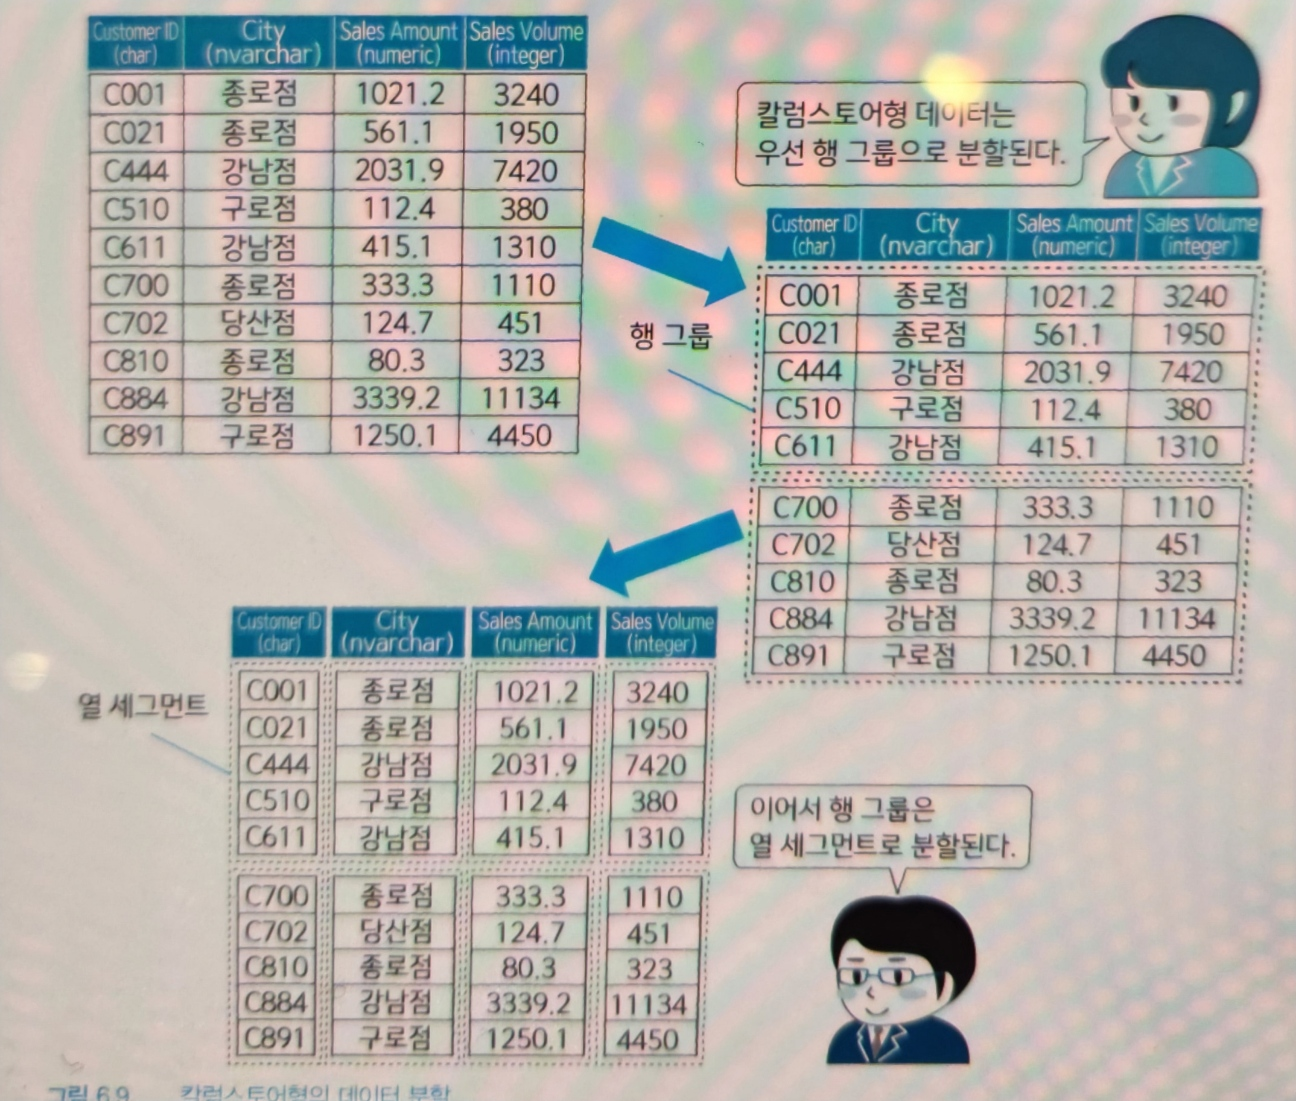 Customer ID (char) City (nvarchar) Sales Amount (numeric) Sales Volume (integer)
C001 종로점 1021.2 3240
C021 종로점 561.1 1950
C444 강남점 2031.9 7420
C510 구로점 112.4 380
C611 강남점 415.1 1310
C700 종로점 333.3 1110
C702 당산점 124.7 451
C810 종로점 80.3 323
C884 강남점 3339.2 11134
C891 구로점 1250.1 4450
칼럼스토어형 데이터는
우선 행 그룹으로 분할된다.
행 그룹
Customer ID (char) City (nvarchar) Sales Amount (numeric) Sales Volume (integer)
C001 종로점 1021.2 3240
C021 종로점 561.1 1950
C444 강남점 2031.9 7420
C510 구로점 112.4 380
C611 강남점 415.1 1310
C700 종로점 333.3 1110
C702 당산점 124.7 451
C810 종로점 80.3 323
C884 강남점 3339.2 11134
C891 구로점 1250.1 4450
열 세그먼트
Customer ID (char) City (nvarchar) Sales Amount (numeric) Sales Volume (integer)
C001 종로점 1021.2 3240
C021 종로점 561.1 1950
C444 강남점 2031.9 7420
C510 구로점 112.4 380
C611 강남점 415.1 1310
C700 종로점 333.3 1110
C702 당산점 124.7 451
C810 종로점 80.3 323
C884 강남점 3339.2 11134
C891 구로점 1250.1 4450
이어서 행 그룹은
열 세그먼트로 분할된다.
그림 6.9 칼럼스토어형의 데이터 분할